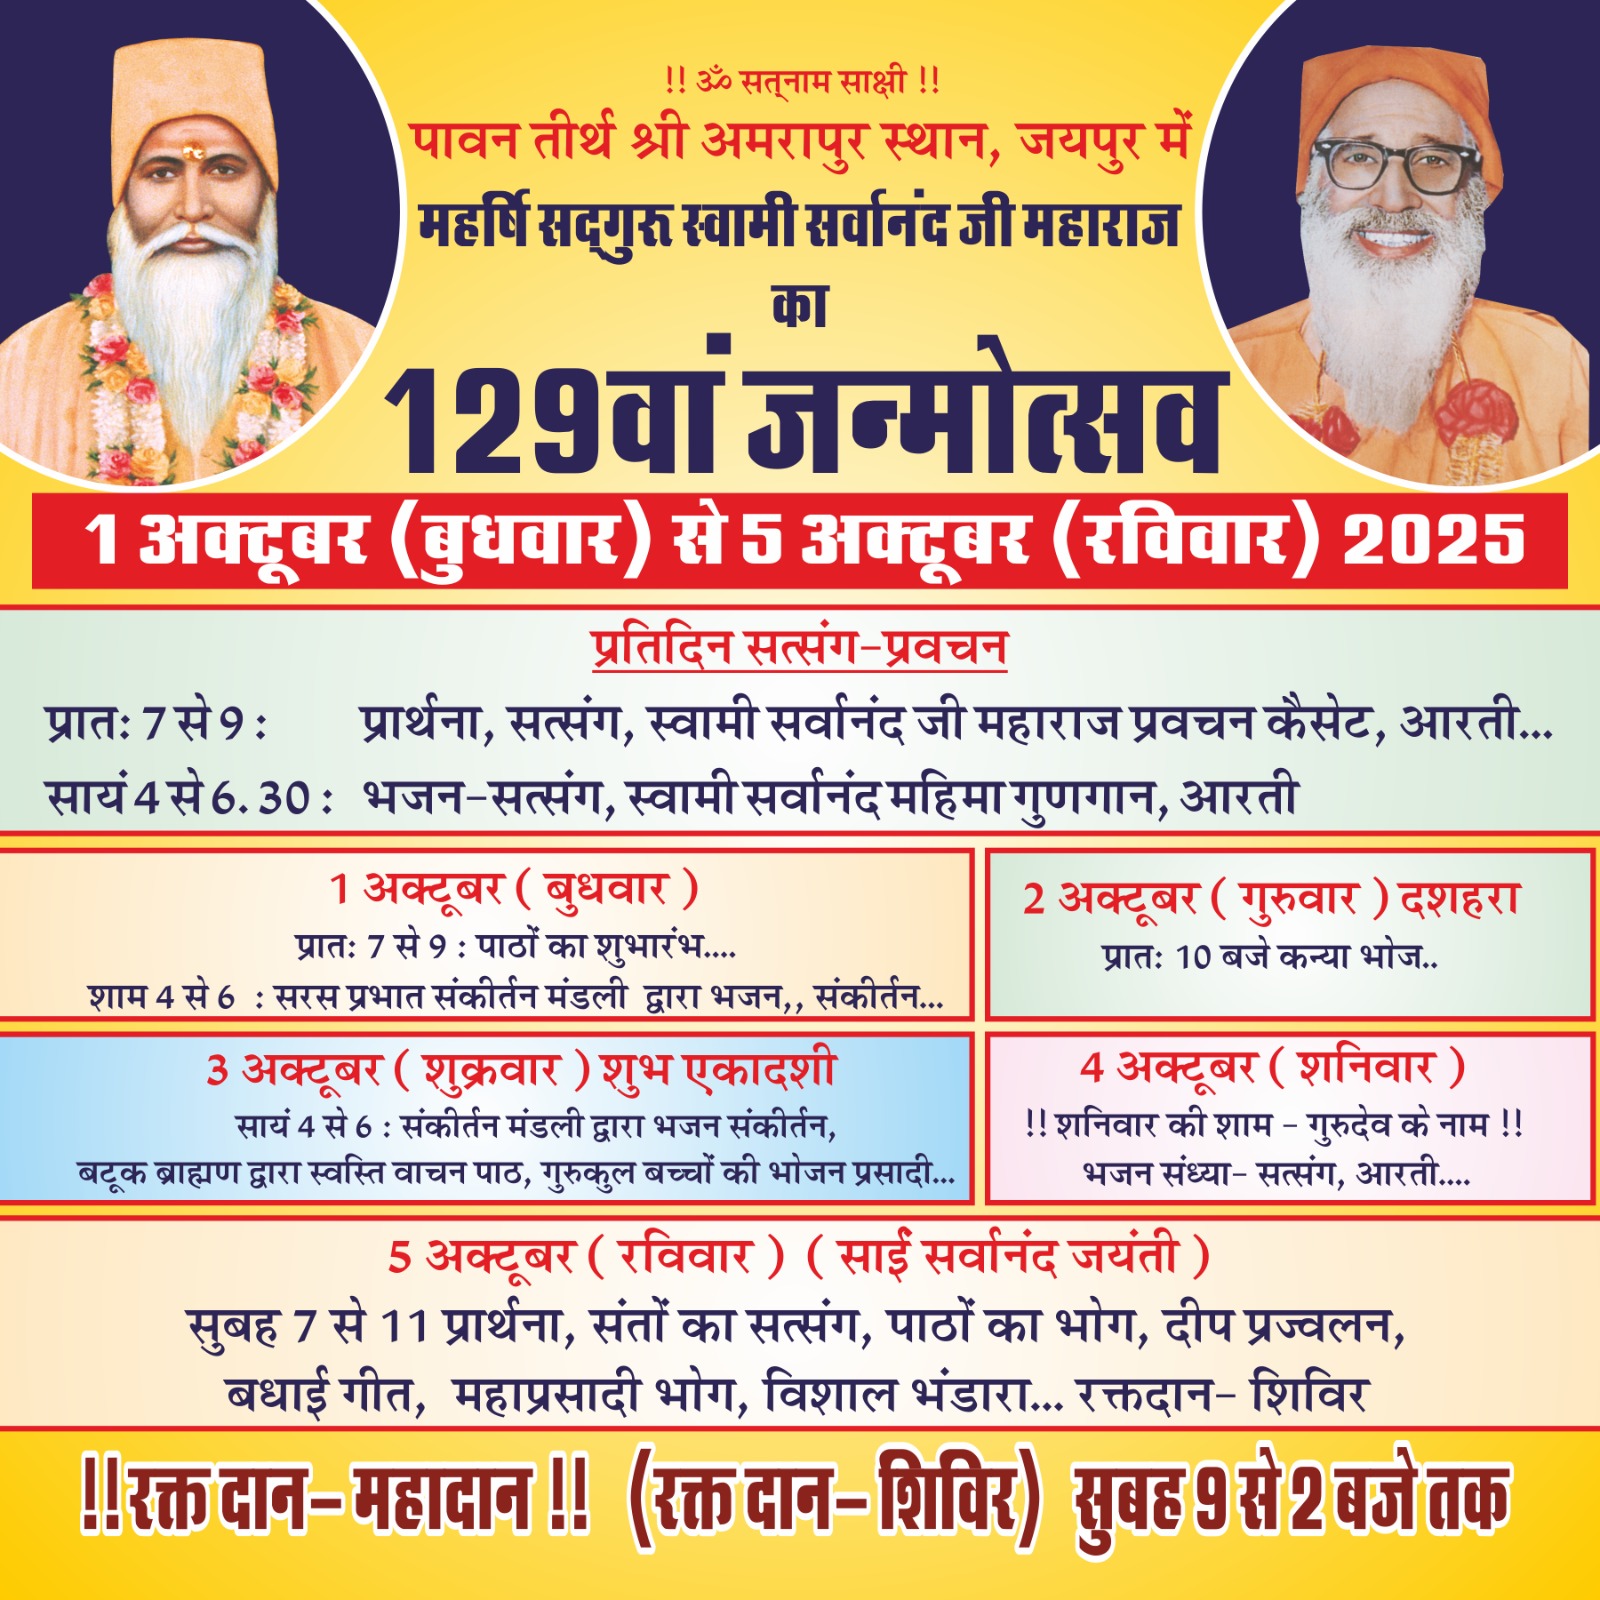 !! ॐ सत्‌नाम साक्षी !!
पावन तीर्थ श्री अमरापुर स्थान, जयपुर में
महर्षि सद्‌गुरू स्वामी सर्वानंद जी महाराज
का
129वां जन्मोत्सव
1 अक्टूबर (बुधवार) से 5 अक्टूबर (रविवार) 2025
प्रतिदिन सत्संग-प्रवचन
प्रातः 7 से 9 : प्रार्थना, सत्संग, स्वामी सर्वानंद जी महाराज प्रवचन कैसेट, आरती...
सायं 4 से 6. 30 : भजन-सत्संग, स्वामी सर्वानंद महिमा गुणगान, आरती
1 अक्टूबर ( बुधवार )
प्रातः 7 से 9 : पाठों का शुभारंभ....
शाम 4 से 6 : सरस प्रभात संकीर्तन मंडली द्वारा भजन,, संकीर्तन...
2 अक्टूबर ( गुरुवार ) दशहरा
प्रातः 10 बजे कन्या भोज..
3 अक्टूबर ( शुक्रवार ) शुभ एकादशी
सायं 4 से 6 : संकीर्तन मंडली द्वारा भजन संकीर्तन,
बटूक ब्राह्मण द्वारा स्वस्ति वाचन पाठ, गुरुकुल बच्चों की भोजन प्रसादी...
4 अक्टूबर ( शनिवार )
!! शनिवार की शाम - गुरुदेव के नाम !!
भजन संध्या- सत्संग, आरती....
5 अक्टूबर ( रविवार ) ( साईं सर्वानंद जयंती )
सुबह 7 से 11 प्रार्थना, संतों का सत्संग, पाठों का भोग, दीप प्रज्वलन,
बधाई गीत, महाप्रसादी भोग, विशाल भंडारा... रक्तदान- शिविर
!! रक्त दान- महादान !! (रक्त दान- शिविर) सुबह 9 से 2 बजे तक